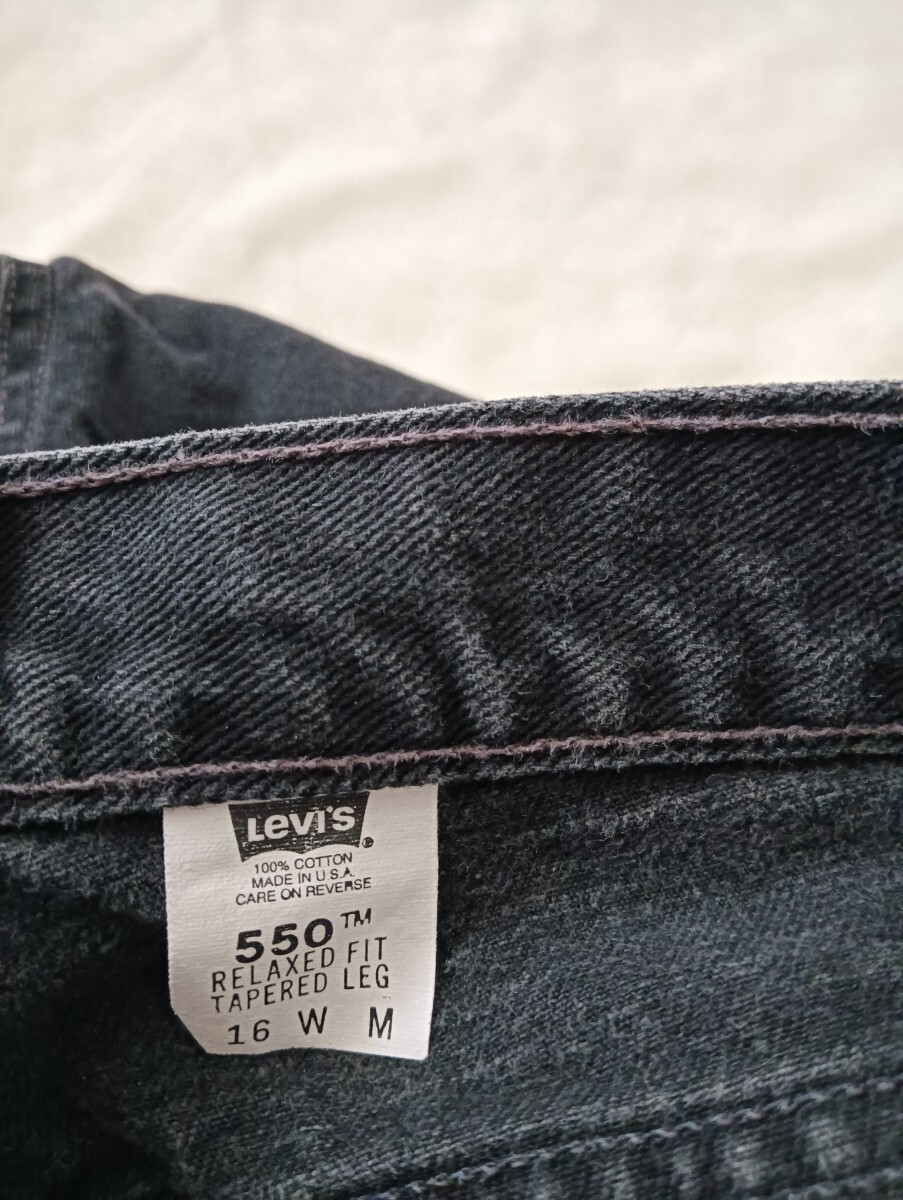 Levi's
100% COTTON
MADE IN U.S.A.
CARE ON REVERSE
550™
RELAXED FIT
TAPERED LEG
16 W M